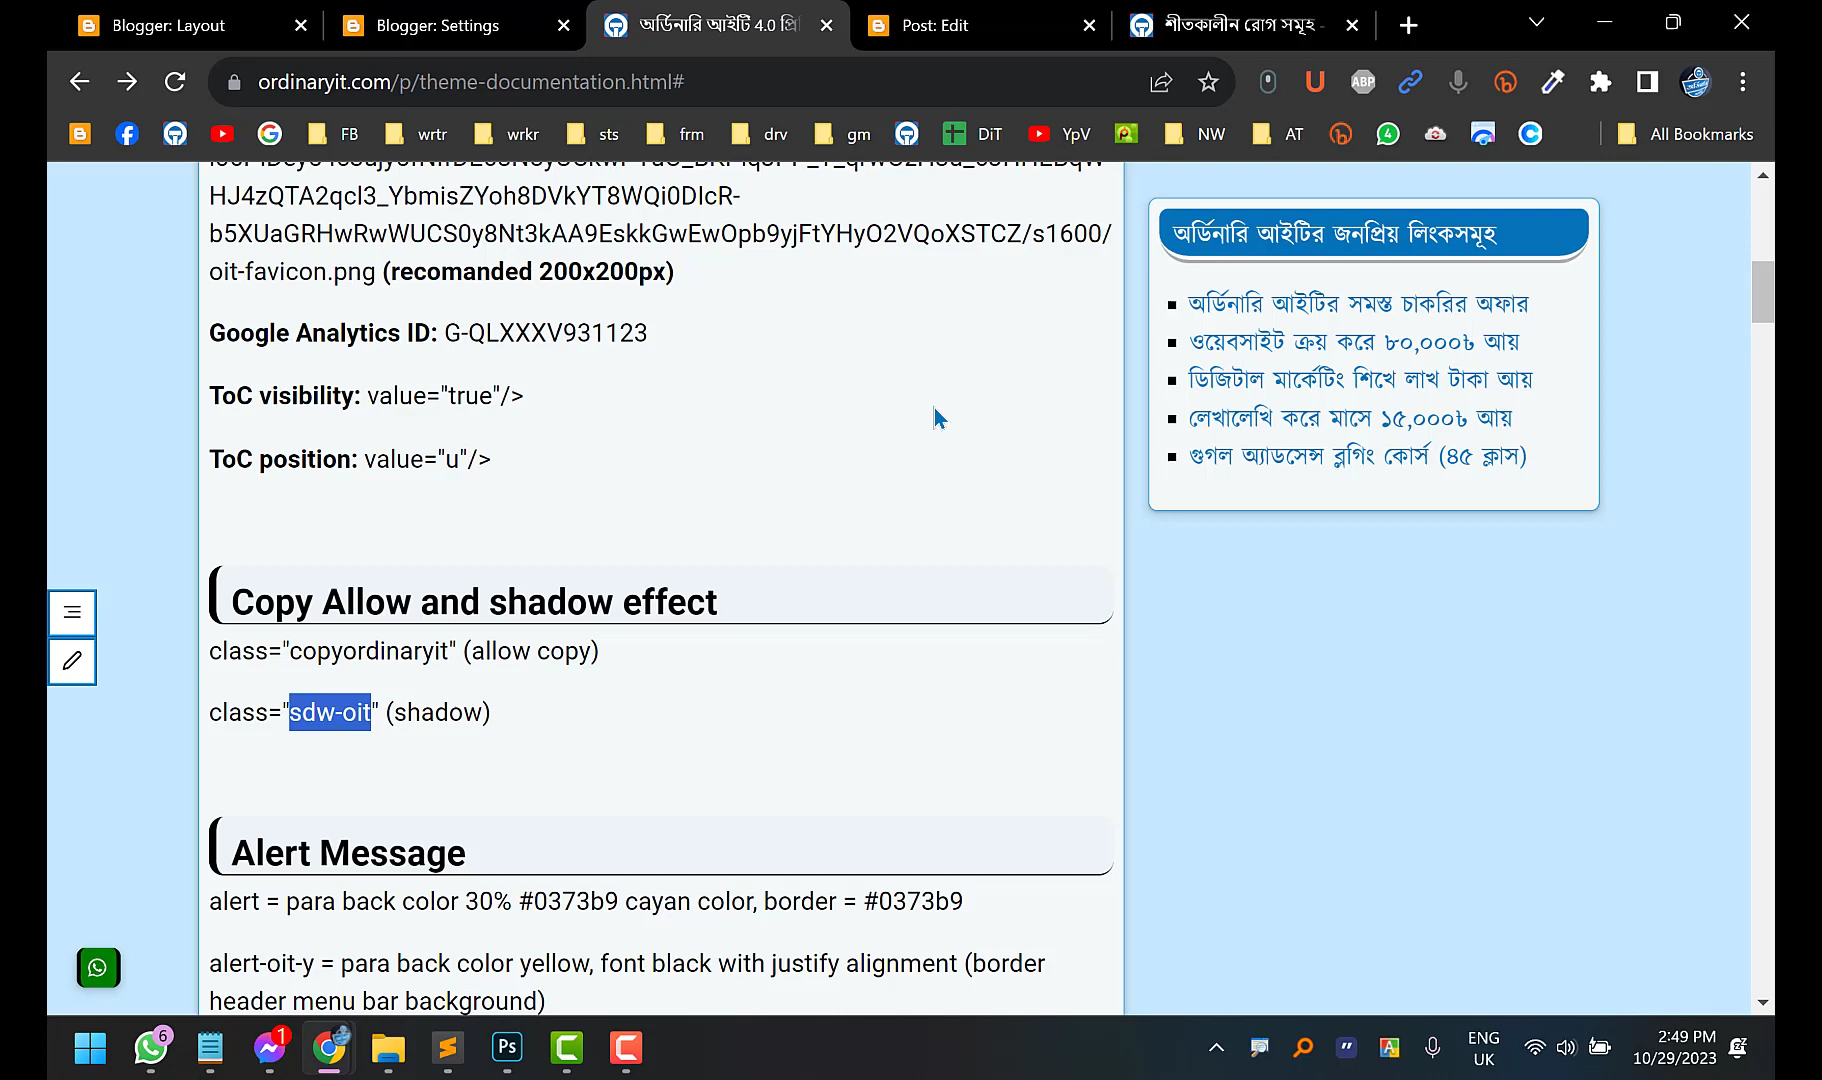 Blogger: Layout
Blogger: Settings
অর্ডিনারি আইটি 4.0 প্রি
Post: Edit
শীতকালীন রোগ সমূহ -
ordinaryit.com/p/theme-documentation.html#
ABP
FB
wrtr
wrkr
sts
frm
drv
gm
DiT
YpV
NW
AT
4
All Bookmarks
HJ4zQTA2qcl3_YbmisZYoh8DVkYT8WQi0DIcR-
b5XUaGRHwRwWUCS0y8Nt3kAA9EskkGwEwOpb9yjFtYHyO2VQoXSTCZ/s1600/
oit-favicon.png (recomanded 200x200px)
Google Analytics ID: G-QLXXXV931123
ToC visibility: value="true"/>
ToC position: value="u"/>
Copy Allow and shadow effect
class="copyordinaryit" (allow copy)
class="sdw-oit" (shadow)
Alert Message
alert = para back color 30% #0373b9 cayan color, border = #0373b9
alert-oit-y = para back color yellow, font black with justify alignment (border
header menu bar background)
অর্ডিনারি আইটির জনপ্রিয় লিংকসমূহ
অর্ডিনারি আইটির সমস্ত চাকরির অফার
ওয়েবসাইট ক্রয় করে ৮০,০০০৳ আয়
ডিজিটাল মার্কেটিং শিখে লাখ টাকা আয়
লেখালেখি করে মাসে ১৫,০০০৳ আয়
গুগল অ্যাডসেন্স ব্লগিং কোর্স (৪৫ ক্লাস)
6
1
Ps
ENG
UK
2:49 PM
10/29/2023